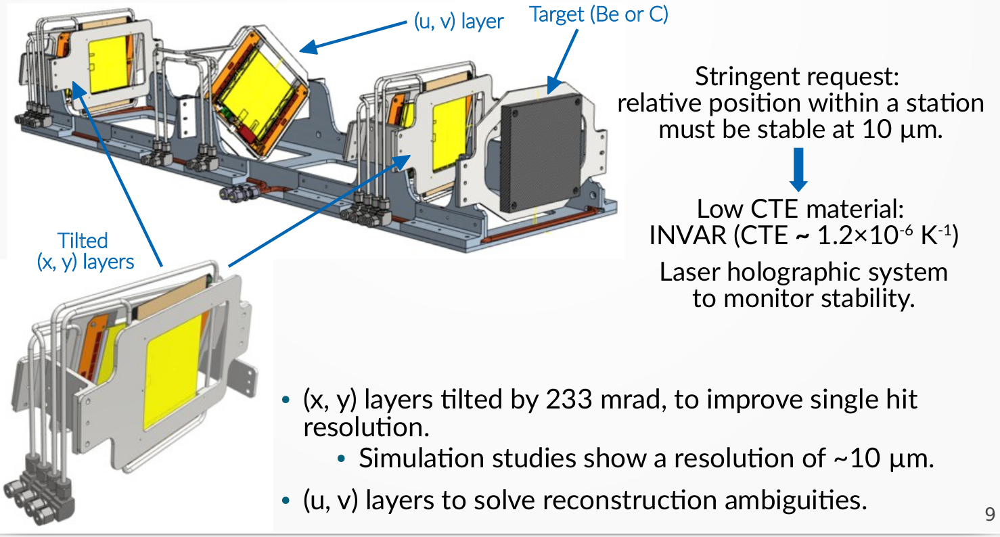 (u, v) layer
Target (Be or C)
Stringent request:
relative position within a station
must be stable at 10 µm.
Low CTE material:
INVAR (CTE ~ 1.2×10⁻⁶ K⁻¹)
Laser holographic system
to monitor stability.
Tilted
(x, y) layers
• (x, y) layers tilted by 233 mrad, to improve single hit
resolution.
• Simulation studies show a resolution of ~10 µm.
• (u, v) layers to solve reconstruction ambiguities.
9